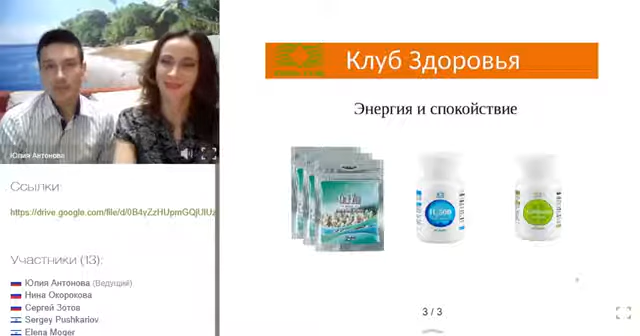 Юлия Антонова
Ссылки:
https://drive.google.com/file/d/0B4yZzHUpmGQjUlUz
Участники (13):
Юлия Антонова (Ведущий)
Нина Окорокова
Сергей Зотов
Sergey Pushkariov
Elena Moger
Клуб Здоровья
Энергия и спокойствие
H-500
3 / 3